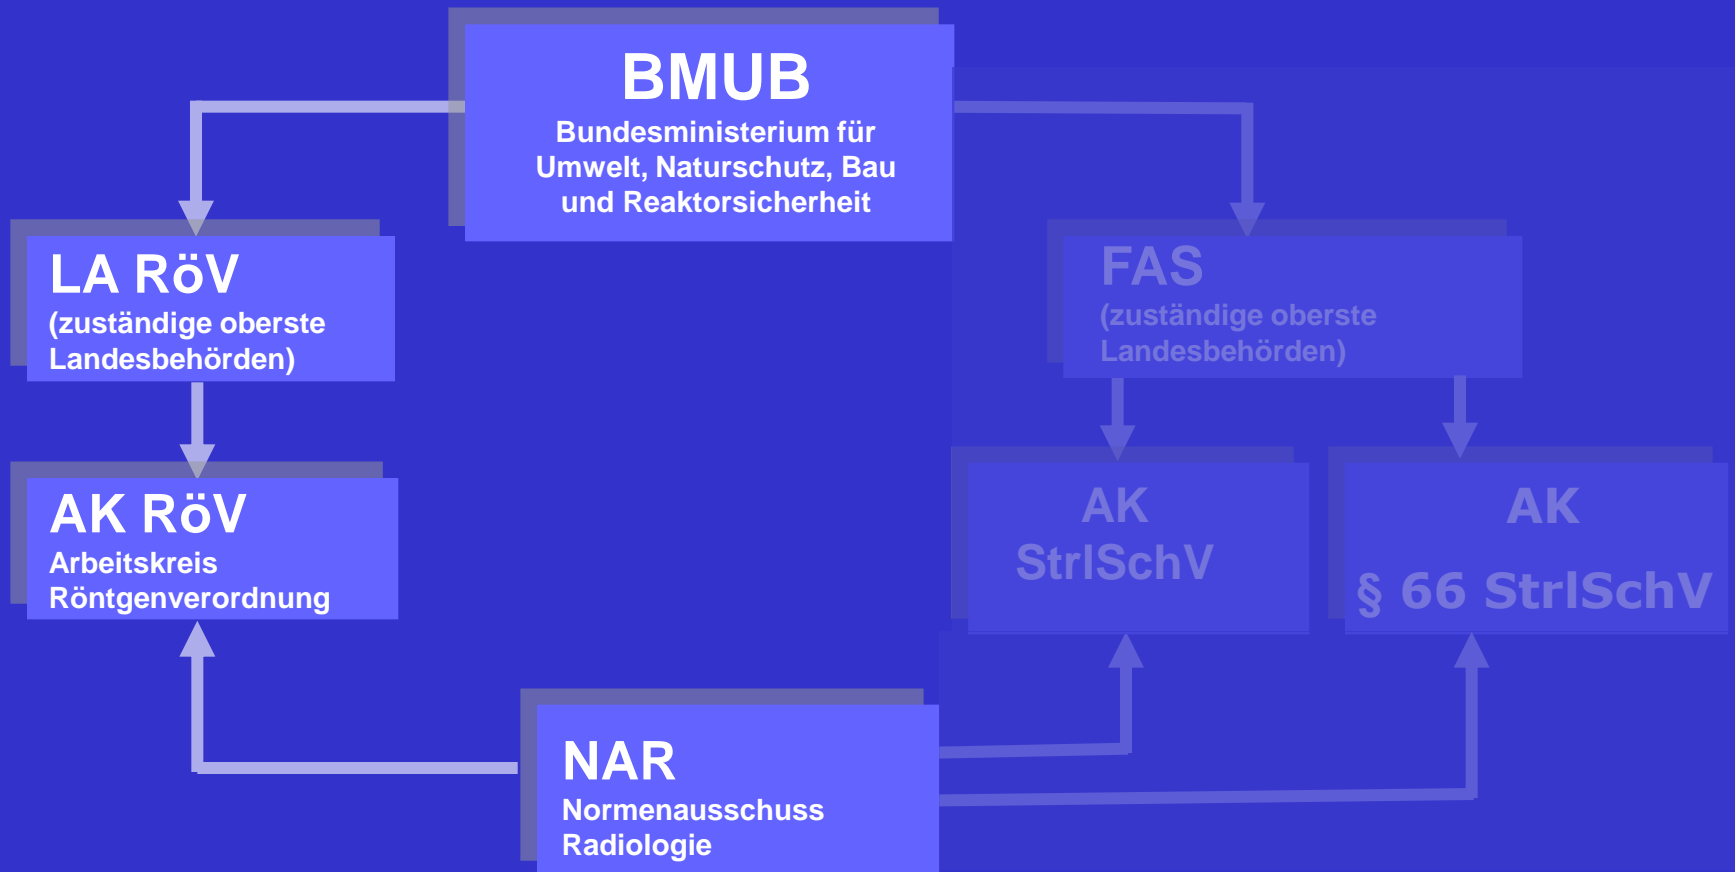 BMUB
Bundesministerium für
Umwelt, Naturschutz, Bau
und Reaktorsicherheit
LA RöV
(zuständige oberste
Landesbehörden)
FAS
(zuständige oberste
Landesbehörden)
AK RöV
Arbeitskreis
Röntgenverordnung
AK
StrlSchV
AK
§ 66 StrlSchV
NAR
Normenausschuss
Radiologie